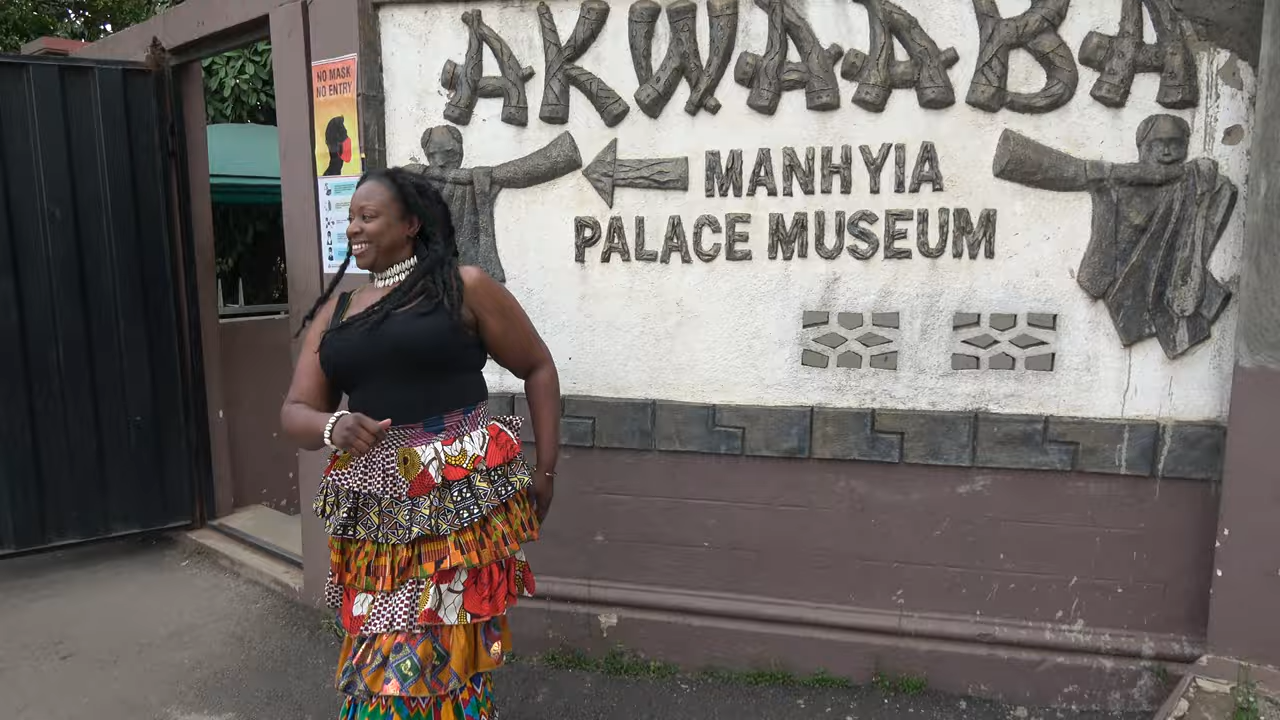 AKWAABA
MANHYIA
PALACE MUSEUM
NO MASK
NO ENTRY